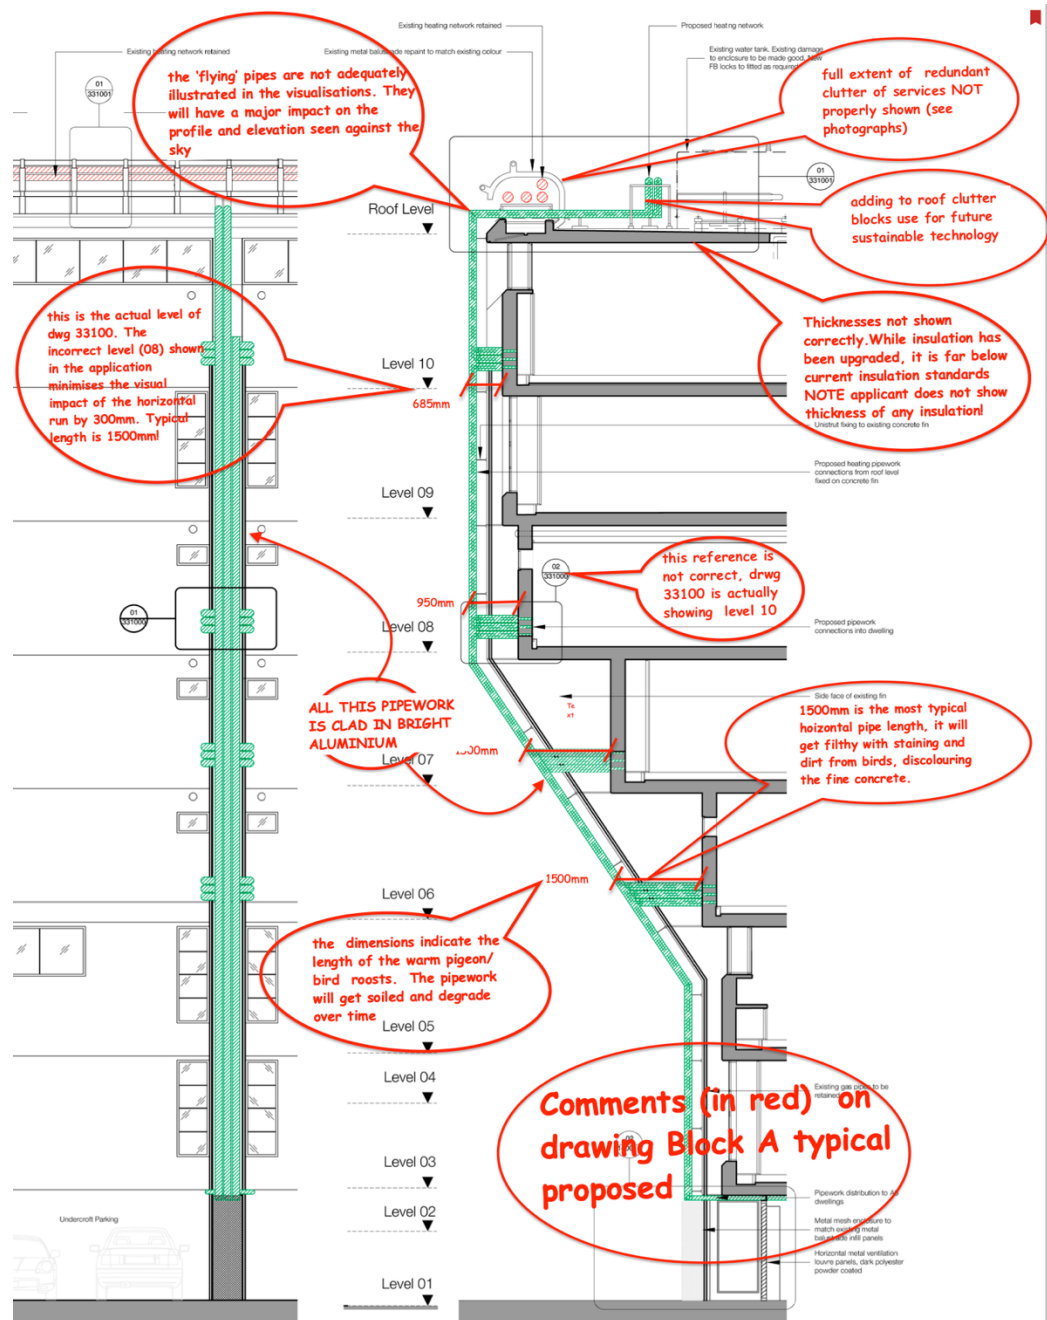 Existing heating network retained
Proposed heating network
Existing heating network retained
Existing metal balustrade repant to match existing colour
Existing water tank. Existing damage
to enclosure to be made good. New
FB locks to fitted as required
the 'flying' pipes are not adequately
illustrated in the visualisations. They
will have a major impact on the
profile and elevation seen against the
sky
full extent of redundant
clutter of services NOT
properly shown (see
photographs)
01
331001
01
331001
adding to roof clutter
blocks use for future
sustainable technology
Roof Level
this is the actual level of
dwg 33100. The
incorrect level (08) shown
in the application
minimises the visual
impact of the horizontal
run by 300mm. Typical
length is 1500mm!
Thicknesses not shown
correctly.While insulation has
been upgraded, it is far below
current insulation standards
NOTE applicant does not show
thickness of any insulation!
Level 10
685mm
Unistrut fixing to existing concrete fin
Proposed heating pipework
connections from roof level
fixed on concrete fin
Level 09
this reference is
not correct, drwg
33100 is actually
showing level 10
02
331000
950mm
01
331000
Level 08
Proposed pipework
connections into dwelling
ALL THIS PIPEWORK
IS CLAD IN BRIGHT
ALUMINIUM
Te
xt
Side face of existing fin
1500mm is the most typical
hoizontal pipe length, it will
get filthy with staining and
dirt from birds, discolouring
the fine concrete.
Level 07
1500mm
Level 06
the dimensions indicate the
length of the warm pigeon/
bird roosts. The pipework
will get soiled and degrade
over time
Level 05
Level 04
Existing gas pipes to be
retained
Comments (in red) on
drawing Block A typical
proposed
Level 03
Pipework distribution to
dwellings
Level 02
Undercroft Parking
Metal mesh enclosure to
match existing metal
balustrade infill panels
Horizontal metal ventilation
louvre panels, dark polyester
powder coated
Level 01